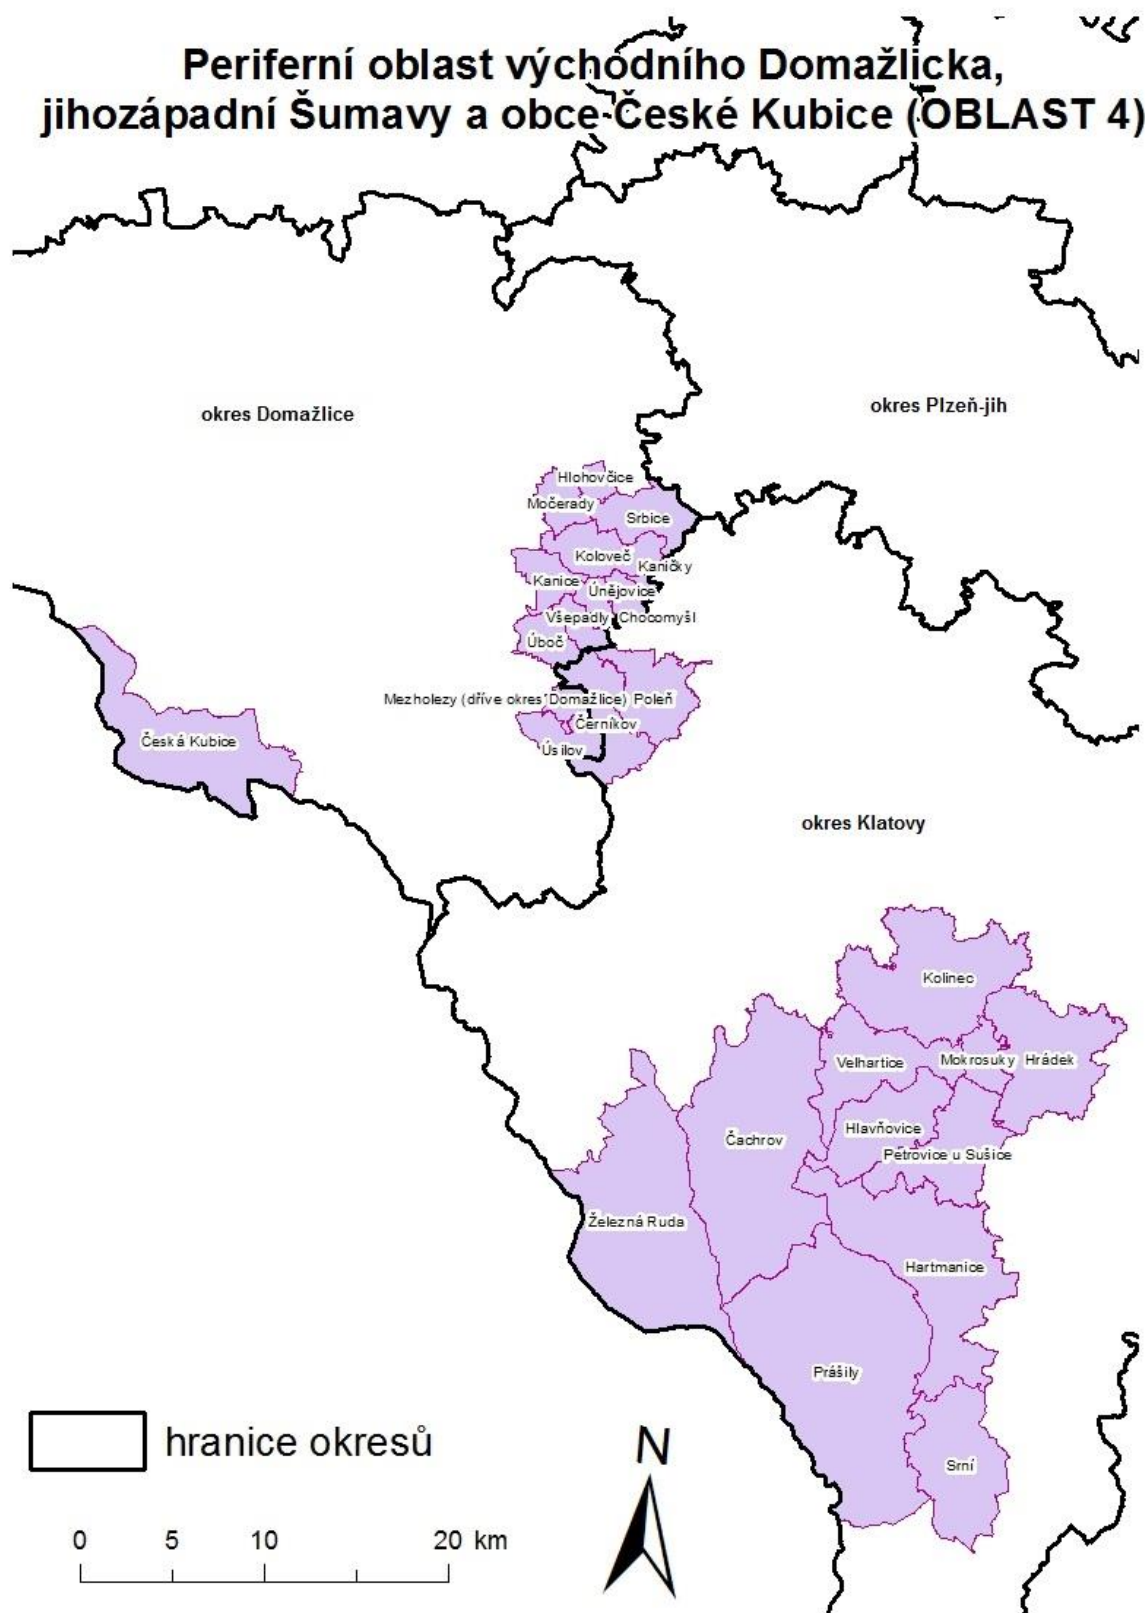 Periferní oblast východního Domažlicka,
jihozápadní Šumavy a obce České Kubice (OBLAST 4)
okres Domažlice
okres Plzeň-jih
Hlohovčice
Močerady
Srbice
Koloveč
Kaničky
Kanice
Únějovice
Všepadly
Chocomyšl
Úboč
Mezholezy (dříve okres Domažlice)
Poleň
Černíkov
Úsilov
Česká Kubice
okres Klatovy
Kolinec
Velhartice
Mokrosuky
Hrádek
Hlavňovice
Čachrov
Petrovice u Sušice
Železná Ruda
Hartmanice
Prášily
Srní
hranice okresů
N
0 5 10 20 km